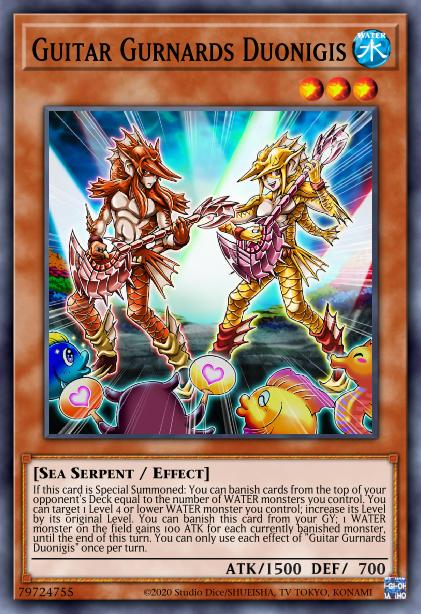 GUITAR GURNARDS DUONIGIS
WATER
水
[SEA SERPENT / EFFECT]
If this card is Special Summoned: You can banish cards from the top of your
opponent's Deck equal to the number of WATER monsters you control. You
can target 1 Level 4 or lower WATER monster you control; increase its Level
by its original Level. You can banish this card from your GY; 1 WATER
monster on the field gains 100 ATK for each currently banished monster,
until the end of this turn. You can only use each effect of "Guitar Gurnards
Duonigis" once per turn.
ATK/1500 DEF/ 700
79724755
©2020 Studio Dice/SHUEISHA, TV TOKYO, KONAMI